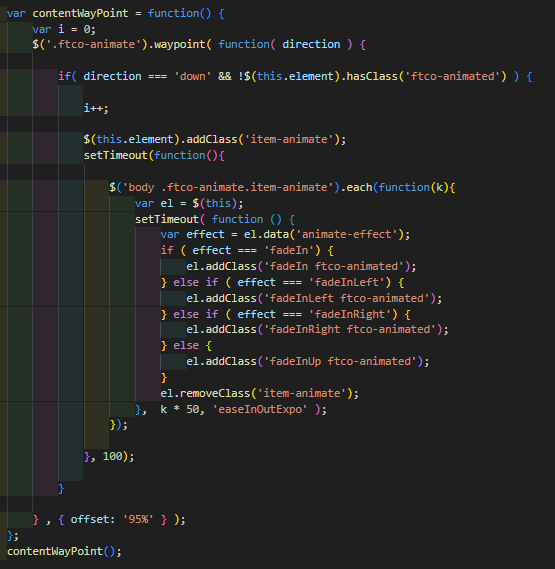 var contentWayPoint = function() {
var i = 0;
$('.ftco-animate').waypoint( function( direction ) {
if( direction === 'down' && !$(this.element).hasClass('ftco-animated') ) {
i++;
$(this.element).addClass('item-animate');
setTimeout(function(){
$('body .ftco-animate.item-animate').each(function(k){
var el = $(this);
setTimeout( function () {
var effect = el.data('animate-effect');
if ( effect === 'fadeIn') {
el.addClass('fadeIn ftco-animated');
} else if ( effect === 'fadeInLeft') {
el.addClass('fadeInLeft ftco-animated');
} else if ( effect === 'fadeInRight') {
el.addClass('fadeInRight ftco-animated');
} else {
el.addClass('fadeInUp ftco-animated');
}
el.removeClass('item-animate');
}, k * 50, 'easeInOutExpo' );
});
}, 100);
}
} , { offset: '95%' } );
};
contentWayPoint();